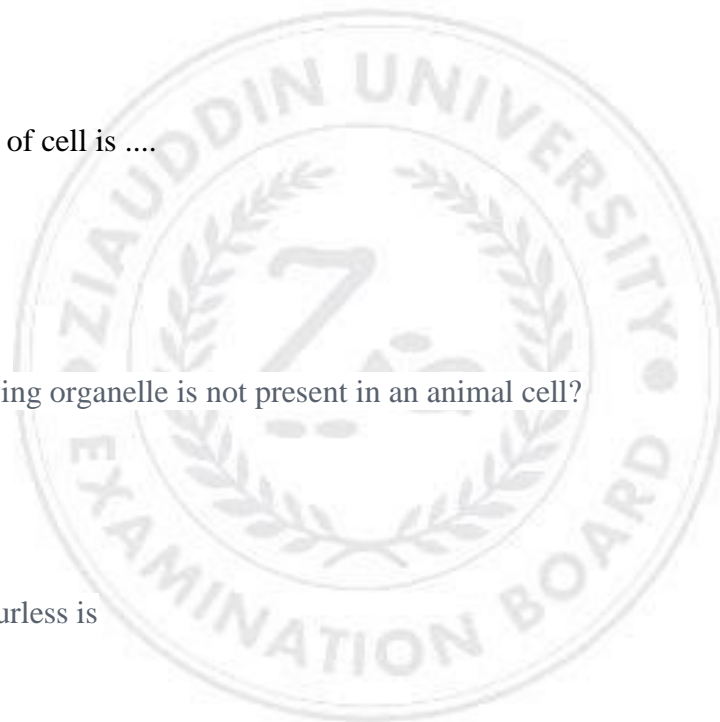 of cell is ....
ing organelle is not present in an animal cell?
urless is
ZIAUDDIN UNIVERSITY
EXAMINATION BOARD